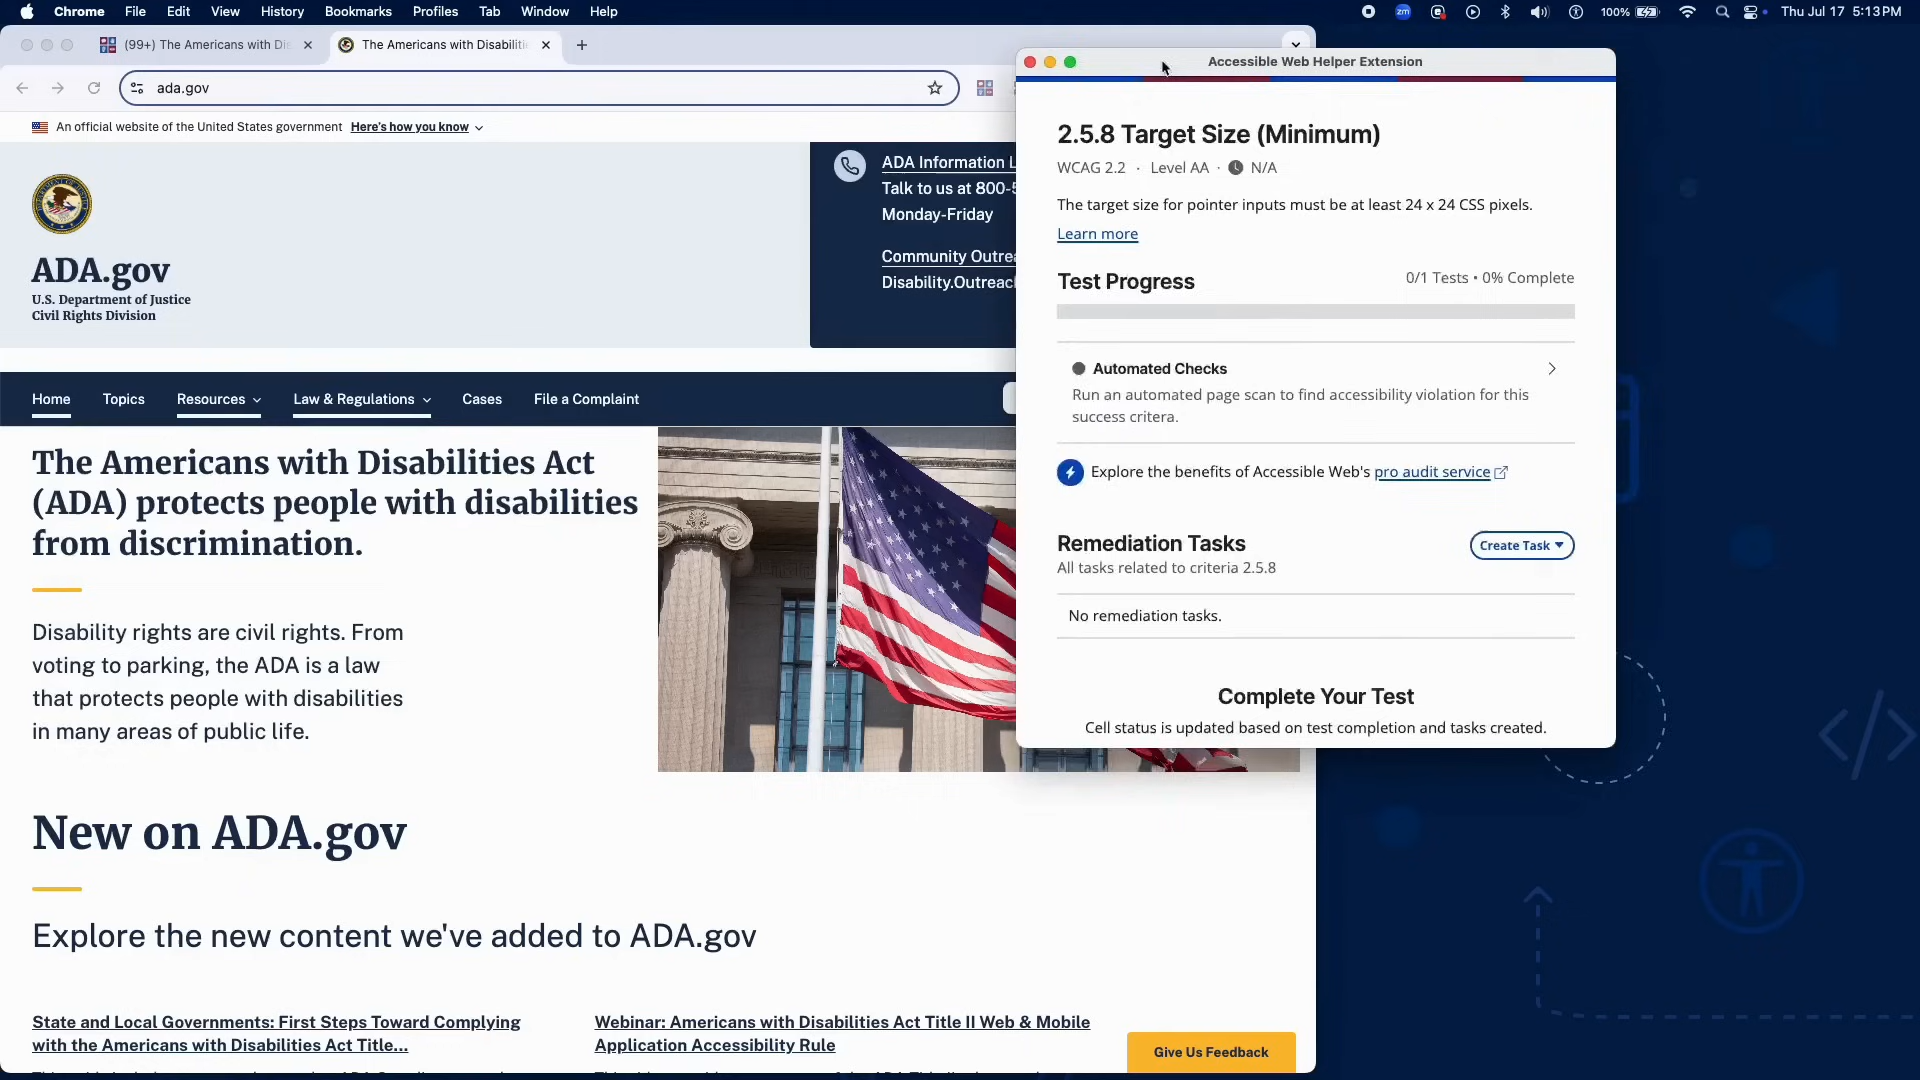 Chrome File Edit View History Bookmarks Profiles Tab Window Help
zm
100%
Thu Jul 17 5:13 PM
(99+) The Americans with Di
The Americans with Disabiliti
ada.gov
An official website of the United States government Here's how you know
ADA.gov
U.S. Department of Justice
Civil Rights Division
ADA Information L
Talk to us at 800-5
Monday-Friday
Community Outrea
Disability.Outreach
Home Topics Resources Law & Regulations Cases File a Complaint
The Americans with Disabilities Act
(ADA) protects people with disabilities
from discrimination.
Disability rights are civil rights. From
voting to parking, the ADA is a law
that protects people with disabilities
in many areas of public life.
New on ADA.gov
Explore the new content we've added to ADA.gov
State and Local Governments: First Steps Toward Complying
with the Americans with Disabilities Act Title...
Webinar: Americans with Disabilities Act Title II Web & Mobile
Application Accessibility Rule
Give Us Feedback
Accessible Web Helper Extension
2.5.8 Target Size (Minimum)
WCAG 2.2 · Level AA · N/A
The target size for pointer inputs must be at least 24 x 24 CSS pixels.
Learn more
Test Progress
0/1 Tests • 0% Complete
Automated Checks
Run an automated page scan to find accessibility violation for this
success critera.
Explore the benefits of Accessible Web's pro audit service
Remediation Tasks
Create Task
All tasks related to criteria 2.5.8
No remediation tasks.
Complete Your Test
Cell status is updated based on test completion and tasks created.